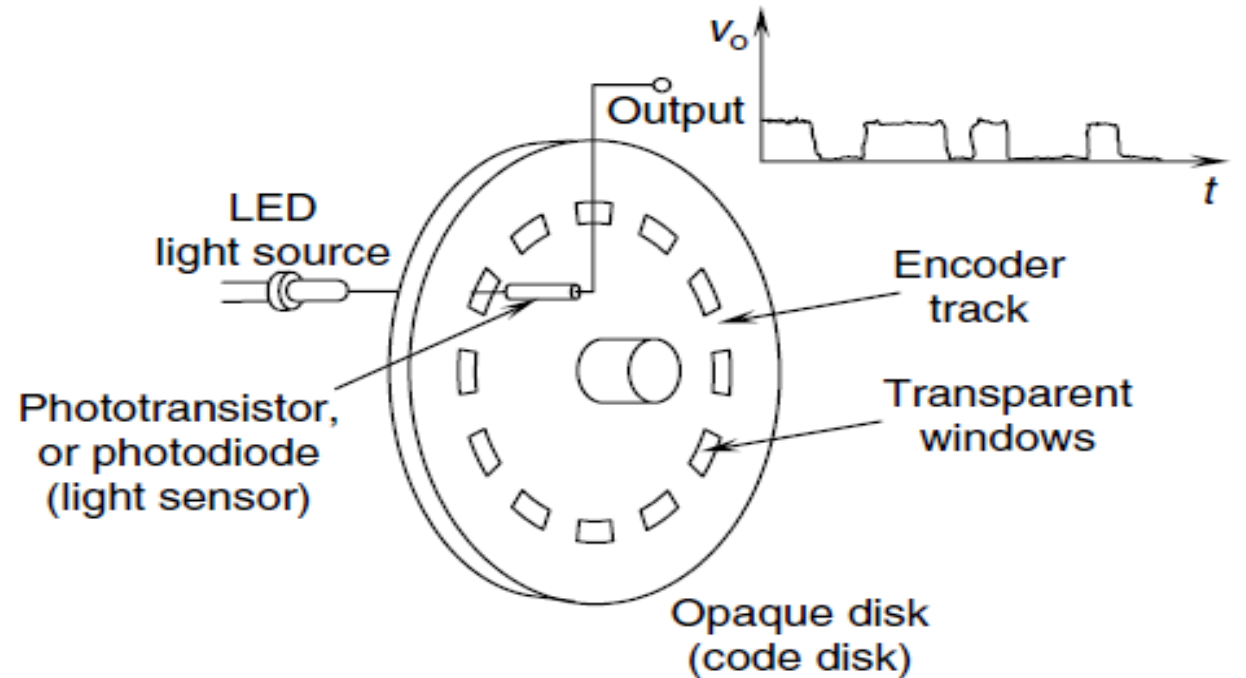 vo
Output
t
LED
light source
Encoder
track
Phototransistor,
or photodiode
(light sensor)
Transparent
windows
Opaque disk
(code disk)